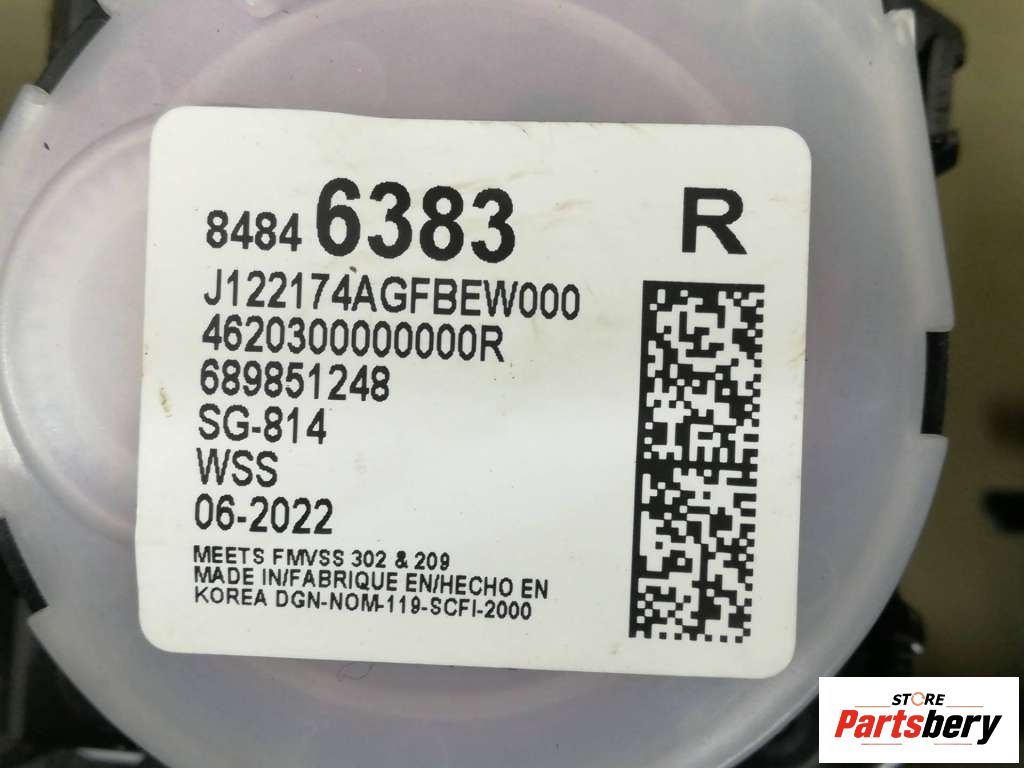 8484 6383 R
J122174AGFBEW000
4620300000000R
689851248
SG-814
WSS
06-2022
MEETS FMVSS 302 & 209
MADE IN/FABRIQUE EN/HECHO EN
KOREA DGN-NOM-119-SCFI-2000
STORE
Partsbery